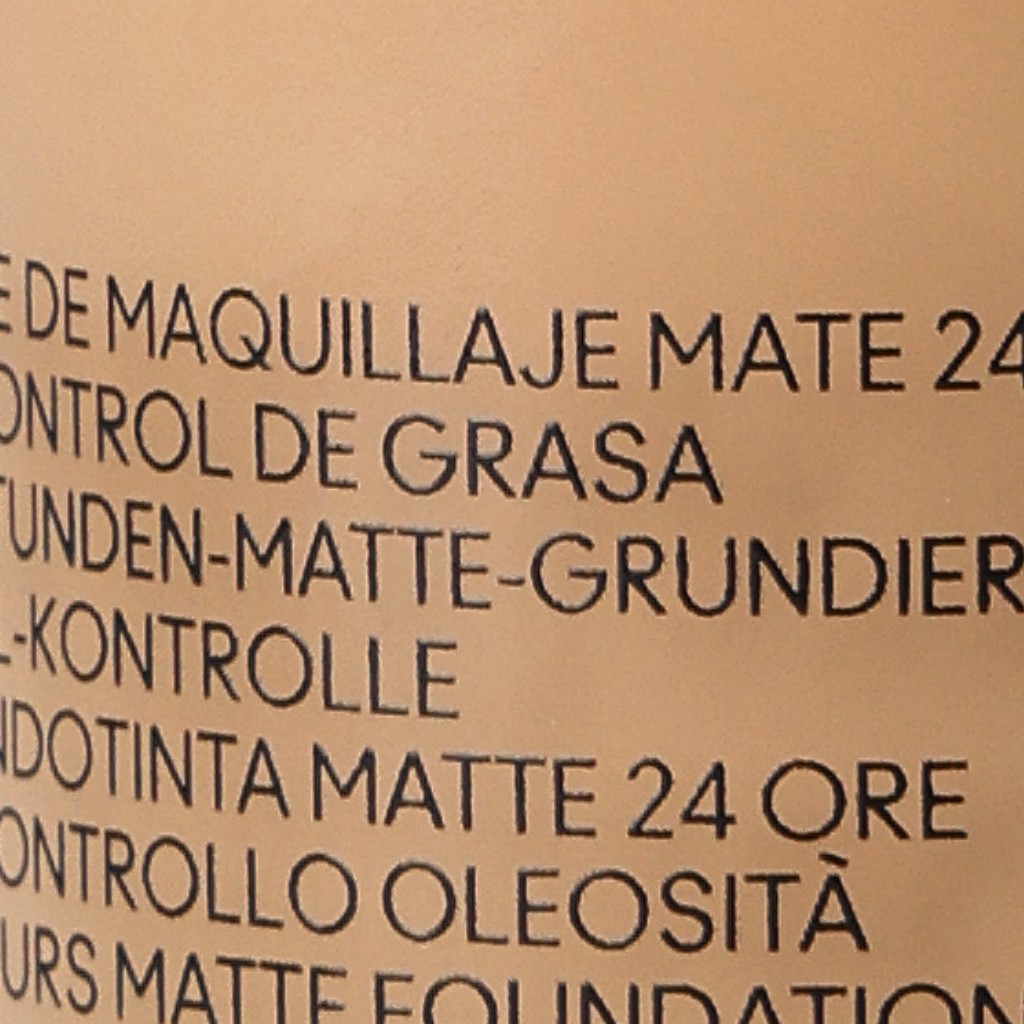 E DE MAQUILLAJE MATE 24
ONTROL DE GRASA
TUNDEN-MATTE-GRUNDIER
L-KONTROLLE
NDOTINTA MATTE 24 ORE
ONTROLLO OLEOSITÀ
URS MATTE FOUNDATION